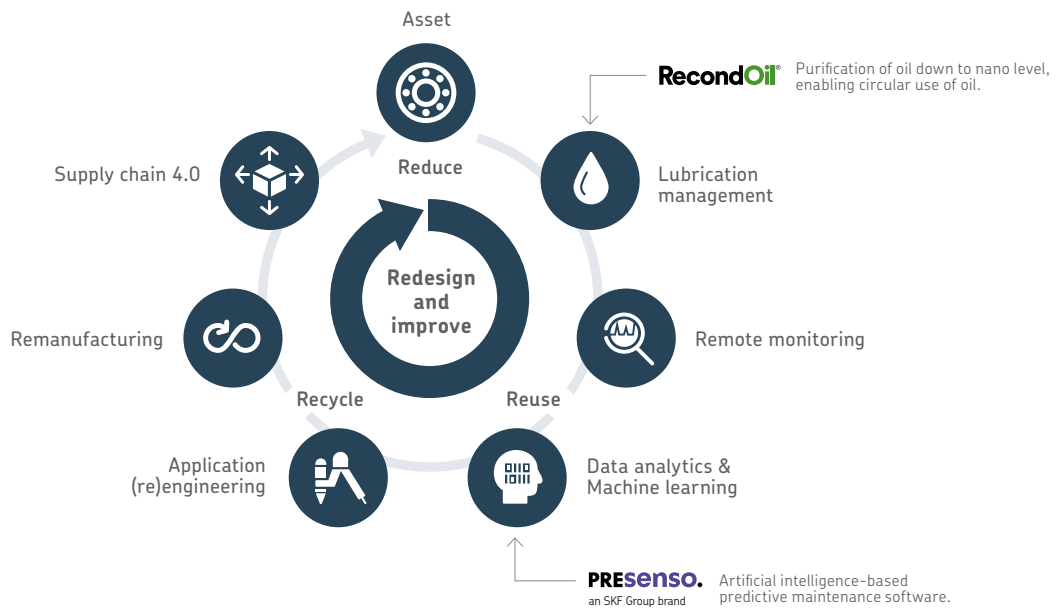 Asset
RecondOil®
Purification of oil down to nano level,
enabling circular use of oil.
Supply chain 4.0
Reduce
Lubrication
management
Redesign
and
improve
Remanufacturing
Remote monitoring
Recycle
Reuse
Application
(re)engineering
Data analytics &
Machine learning
PREsenso.
an SKF Group brand
Artificial intelligence-based
predictive maintenance software.